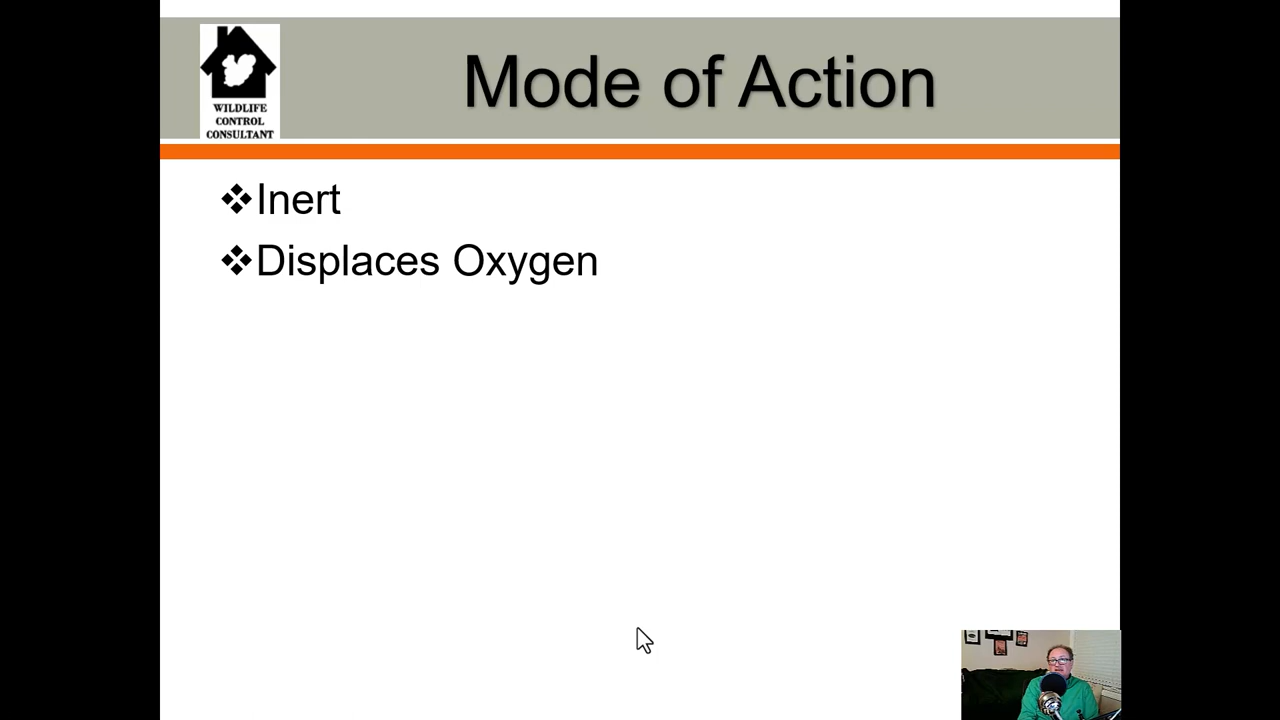 WILDLIFE
CONTROL
CONSULTANT
Mode of Action
❖Inert
❖Displaces Oxygen